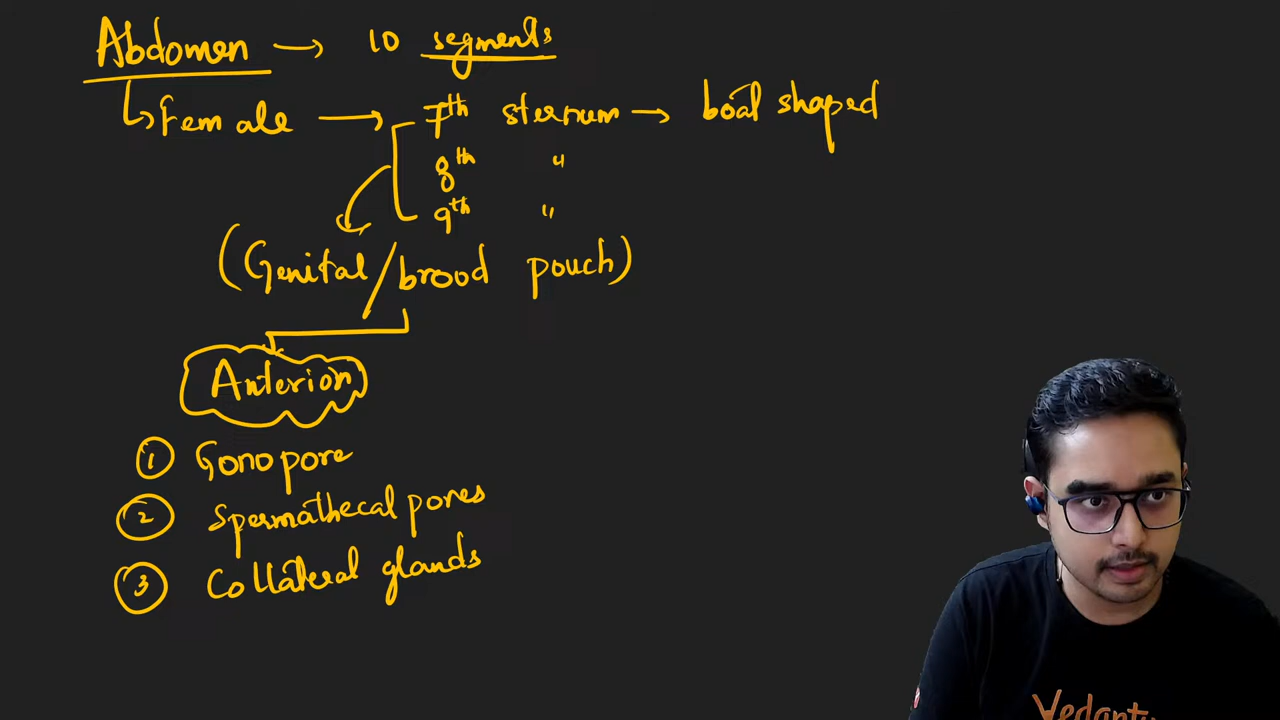 Abdomen → 10 segments
↳ Female → 7th sternum → boat shaped
8th "
9th "
(Genital / brood pouch)
Anterior
① Gonopore
② Spermathecal pores
③ Collateral glands
Vedantu